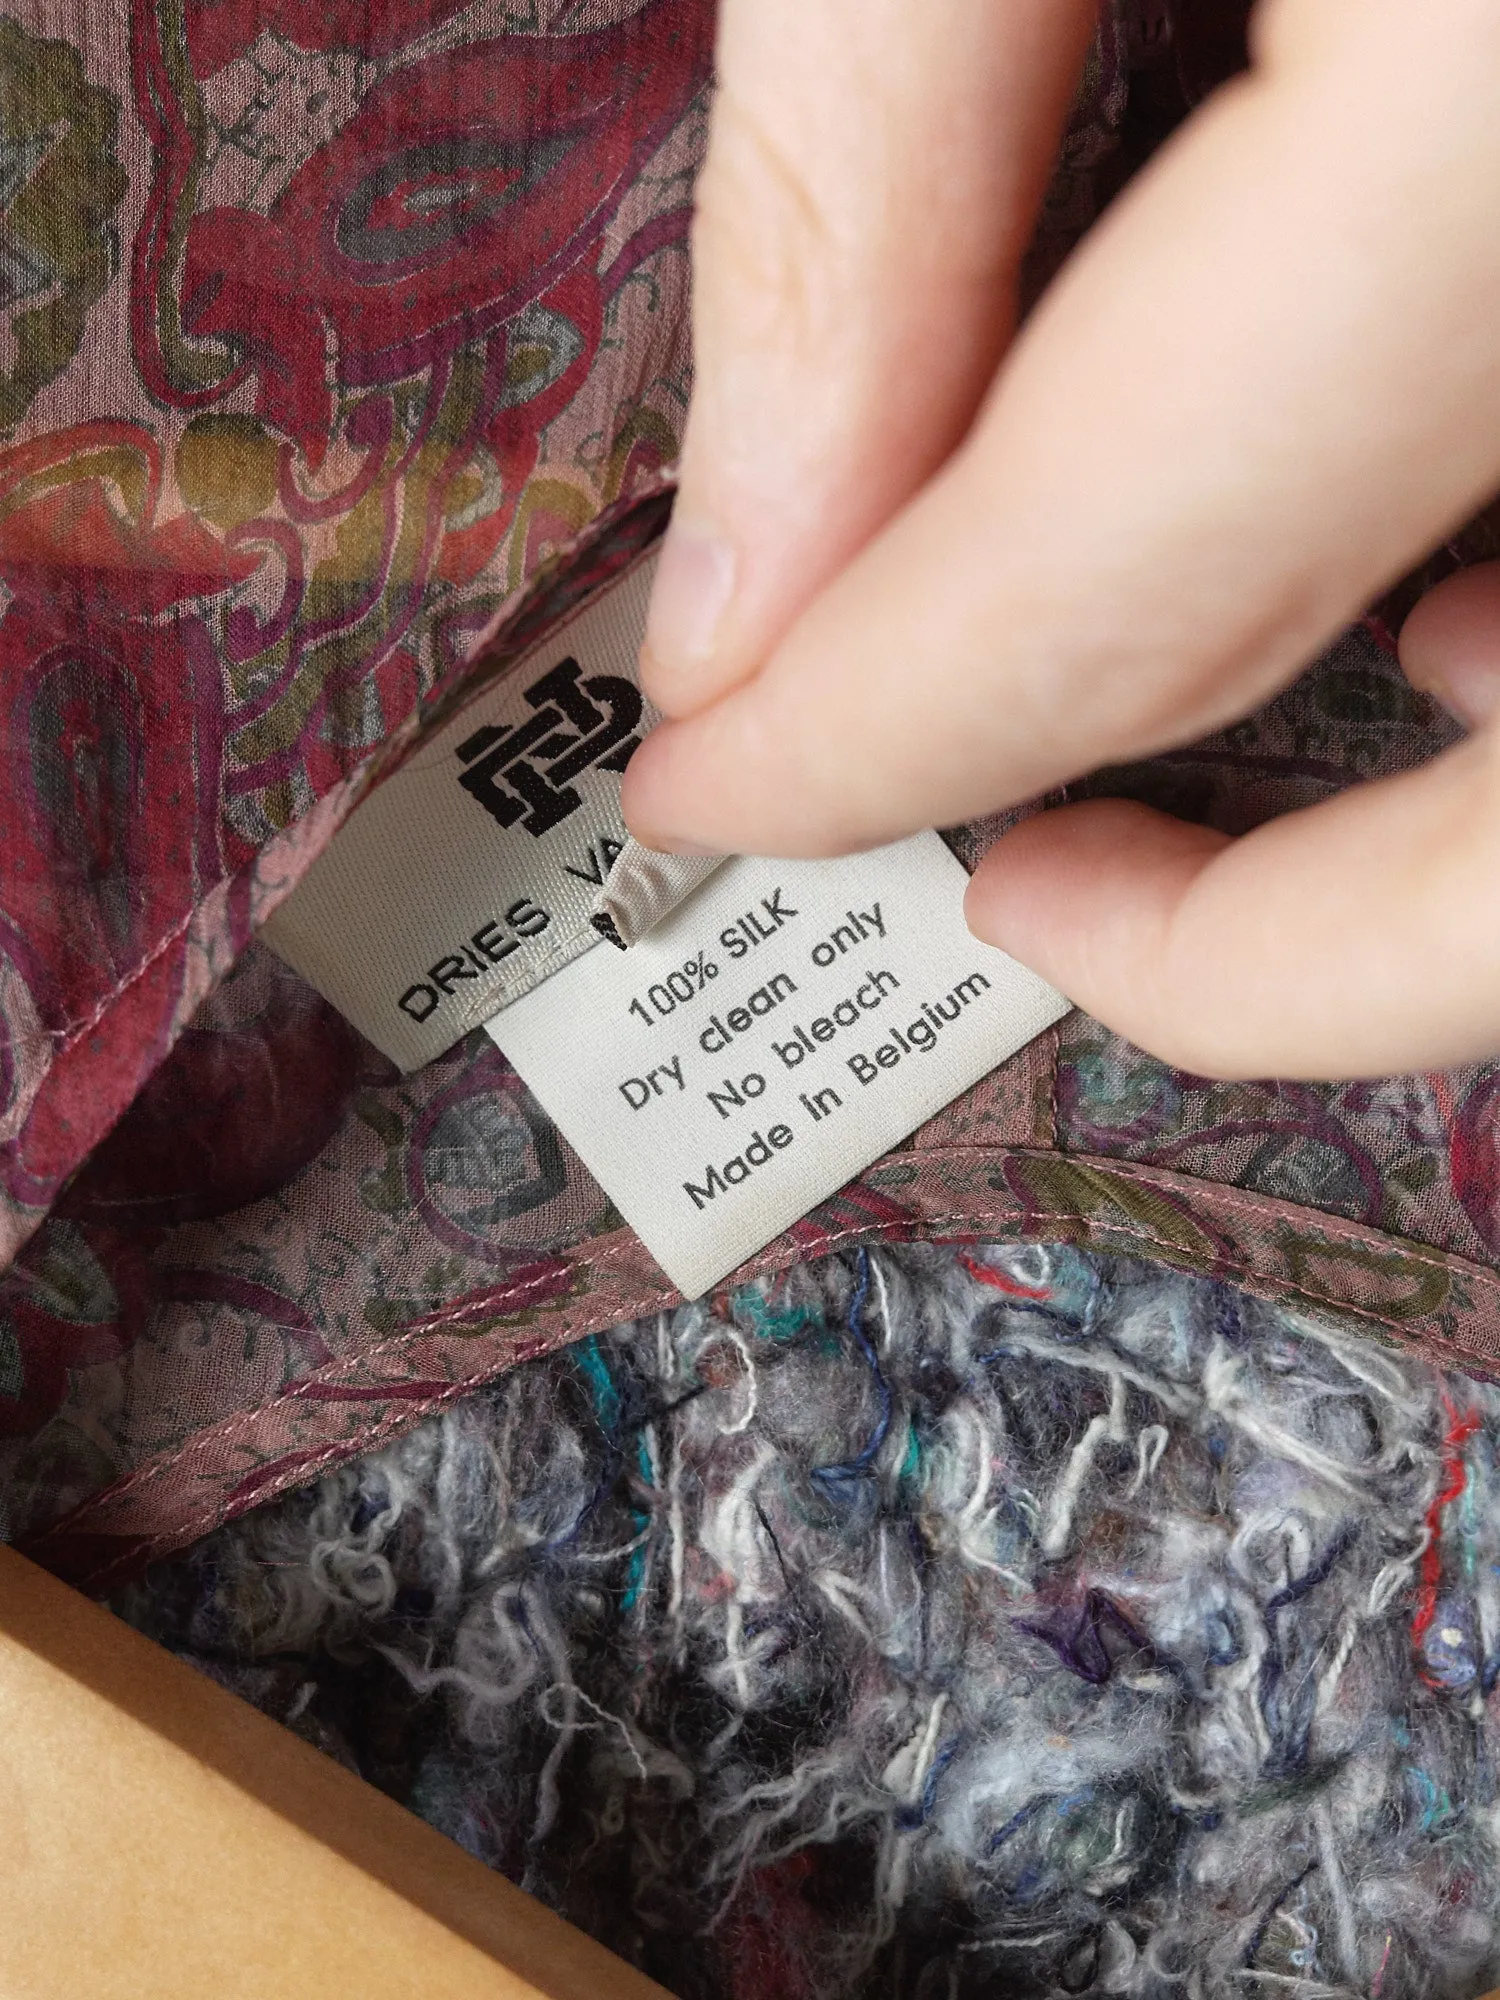 DRIES VA
100% SILK
Dry clean only
No bleach
Made in Belgium